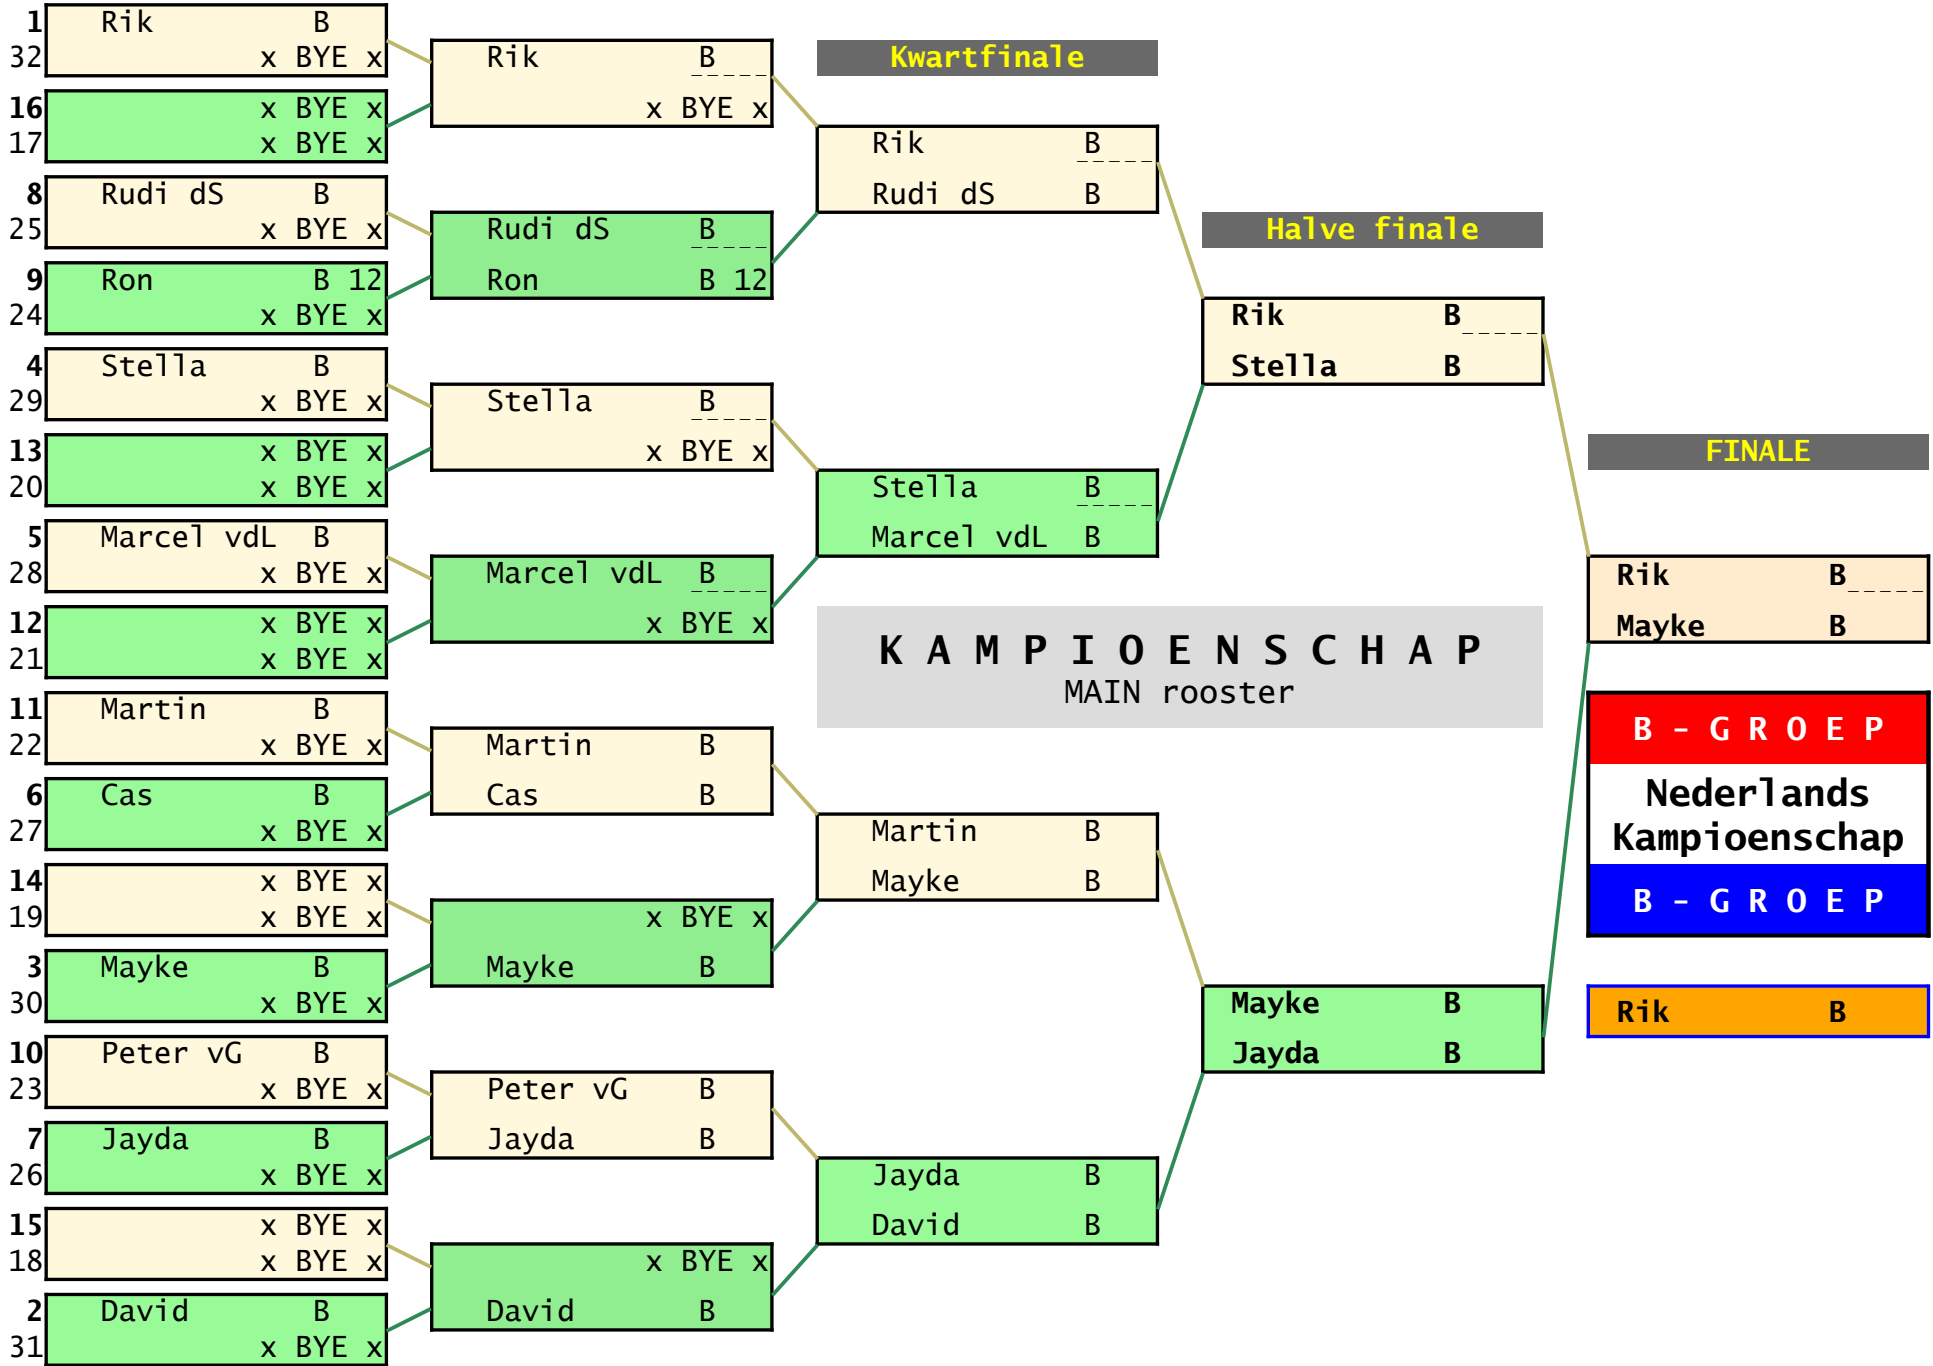 1 Rik B
32 x BYE x
16 x BYE x
17 x BYE x
8 Rudi dS B
25 x BYE x
9 Ron B 12
24 x BYE x
4 Stella B
29 x BYE x
13 x BYE x
20 x BYE x
5 Marcel vdL B
28 x BYE x
12 x BYE x
21 x BYE x
11 Martin B
22 x BYE x
6 Cas B
27 x BYE x
14 x BYE x
19 x BYE x
3 Mayke B
30 x BYE x
10 Peter vG B
23 x BYE x
7 Jayda B
26 x BYE x
15 x BYE x
18 x BYE x
2 David B
31 x BYE x
Rik B
x BYE x
Rudi dS B
Ron B 12
Stella B
x BYE x
Marcel vdL B
x BYE x
Martin B
Cas B
x BYE x
Mayke B
Peter vG B
Jayda B
x BYE x
David B
Kwartfinale
Rik B
Rudi dS B
Stella B
Marcel vdL B
KAMPIOENSCHAP
MAIN rooster
Martin B
Mayke B
Jayda B
David B
Halve finale
Rik B
Stella B
Mayke B
Jayda B
FINALE
Rik B
Mayke B
B - G R O E P
Nederlands
Kampioenschap
B - G R O E P
Rik B